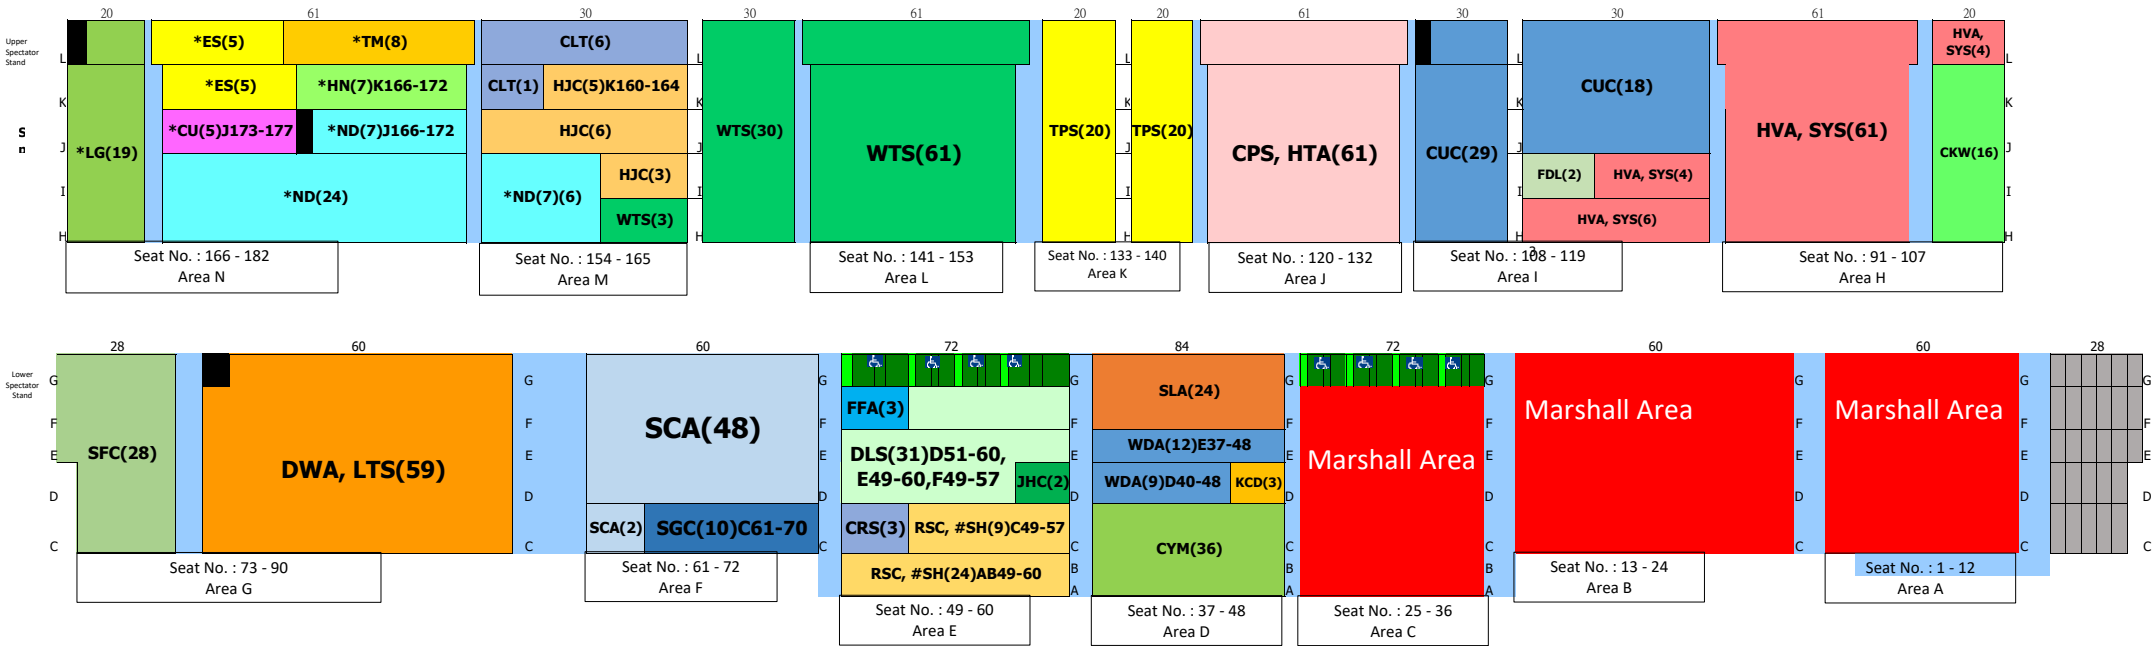 20 61 30 30 61 20 20 61 30 30 61 20
Upper
Spectator
Stand
*ES(5) *TM(8) CLT(6) HVA,
SYS(4)
L L L L L
*ES(5) *HN(7)K166-172 CLT(1) HJC(5)K160-164 CUC(18)
K K K K K
S
*CU(5)J173-177 *ND(7)J166-172 HJC(6) WTS(30) TPS(20) TPS(20) HVA, SYS(61)
J *LG(19) J WTS(61) J CPS, HTA(61) CUC(29) J CKW(16) J
HJC(3) FDL(2) HVA, SYS(4)
I *ND(24) *ND(7)(6) I I I I
WTS(3) HVA, SYS(6)
H H H H H
Seat No. : 166 - 182
Area N
Seat No. : 154 - 165
Area M
Seat No. : 141 - 153
Area L
Seat No. : 133 - 140
Area K
Seat No. : 120 - 132
Area J
Seat No. : 108 - 119
Area I
Seat No. : 91 - 107
Area H
28 60 60 72 84 72 60 60 28
Lower
Spectator
Stand
G G G G G G G G G
SLA(24)
FFA(3)
Marshall Area Marshall Area
F F F F F F F F F
SFC(28) SCA(48) WDA(12)E37-48
E E E E E E E E E
DWA, LTS(59) DLS(31)D51-60,
E49-60,F49-57
Marshall Area
JHC(2) WDA(9)D40-48 KCD(3)
D D D D D D D D D
SCA(2) SGC(10)C61-70 CRS(3) RSC, #SH(9)C49-57
C C C C C CYM(36) C C C C C
B B B
RSC, #SH(24)AB49-60
A A A
Seat No. : 73 - 90
Area G
Seat No. : 61 - 72
Area F
Seat No. : 49 - 60
Area E
Seat No. : 37 - 48
Area D
Seat No. : 25 - 36
Area C
Seat No. : 13 - 24
Area B
Seat No. : 1 - 12
Area A